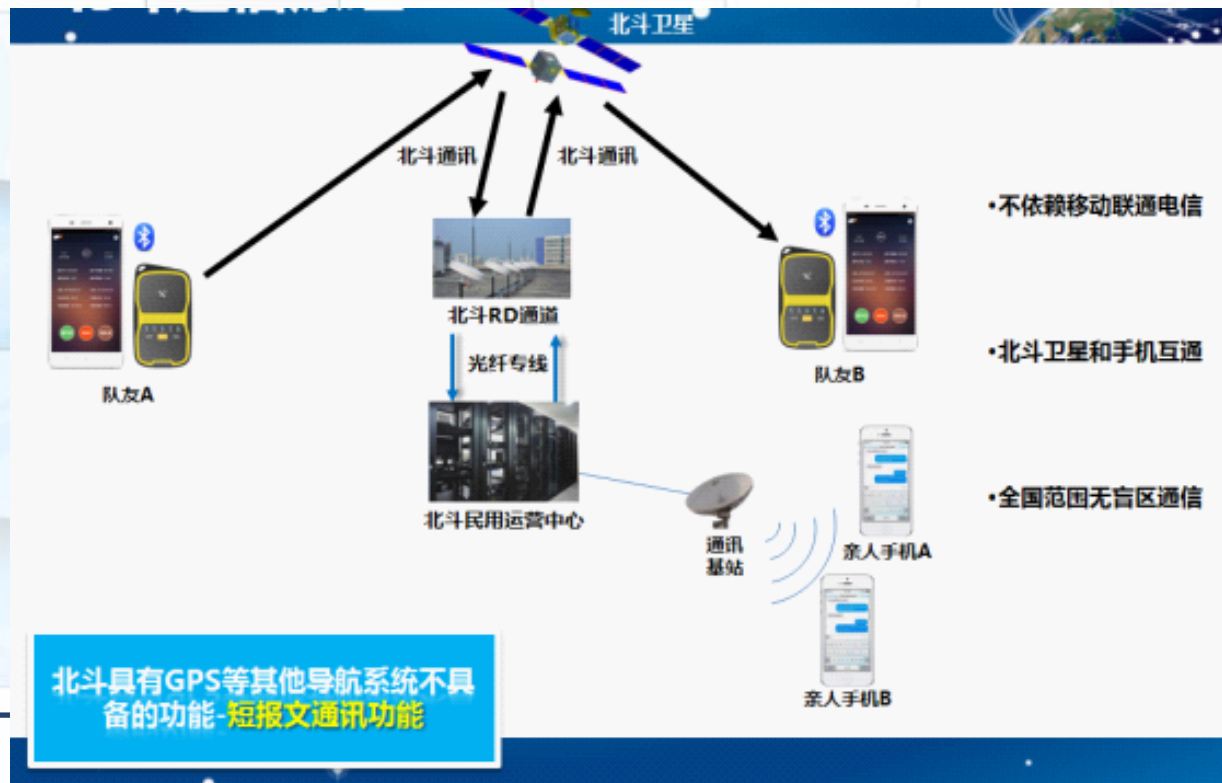 北斗卫星
北斗通讯
北斗通讯
•不依赖移动联通电信
北斗RD通道
•北斗卫星和手机互通
光纤专线
队友A
队友B
•全国范围无盲区通信
北斗民用运营中心
通讯
基站
亲人手机A
亲人手机B
北斗具有GPS等其他导航系统不具
备的功能-短报文通讯功能